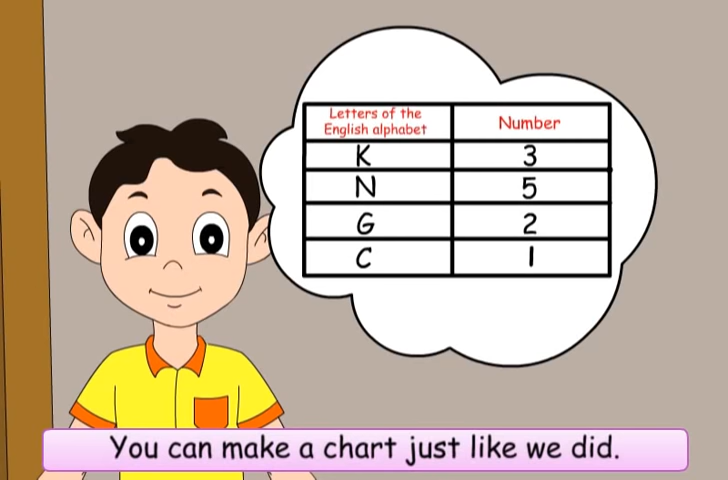 Letters of the
English alphabet
Number
K 3
N 5
G 2
C 1
You can make a chart just like we did.